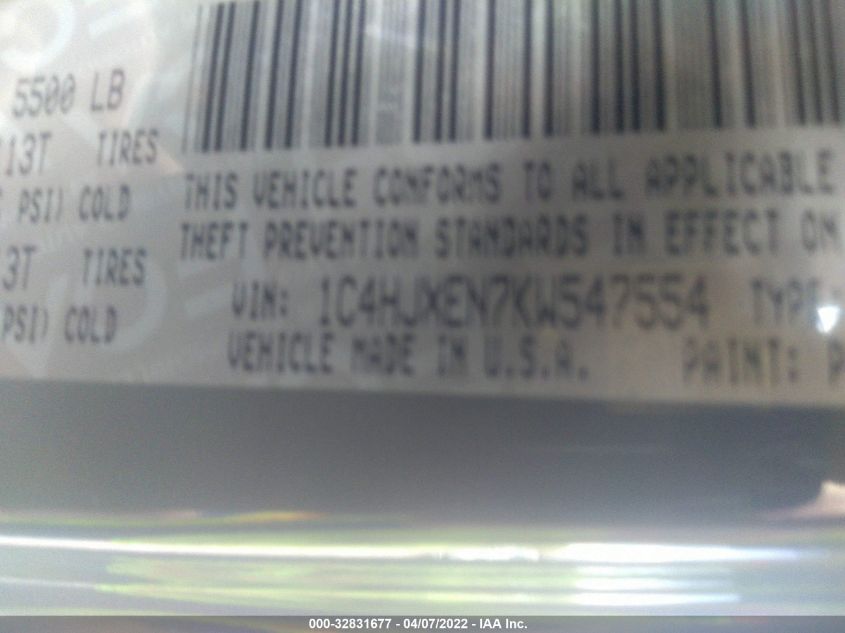 5500 LB
13T TIRES
PSI) COLD
THIS VEHICLE CONFORMS TO ALL APPLICABLE
THEFT PREVENTION STANDARDS IN EFFECT ON
3T TIRES
VIN: 1C4HJXEN7KW547554 TYPE:
PSI) COLD
VEHICLE MADE IN U.S.A. PAINT: P
000-32831677 - 04/07/2022 - IAA Inc.